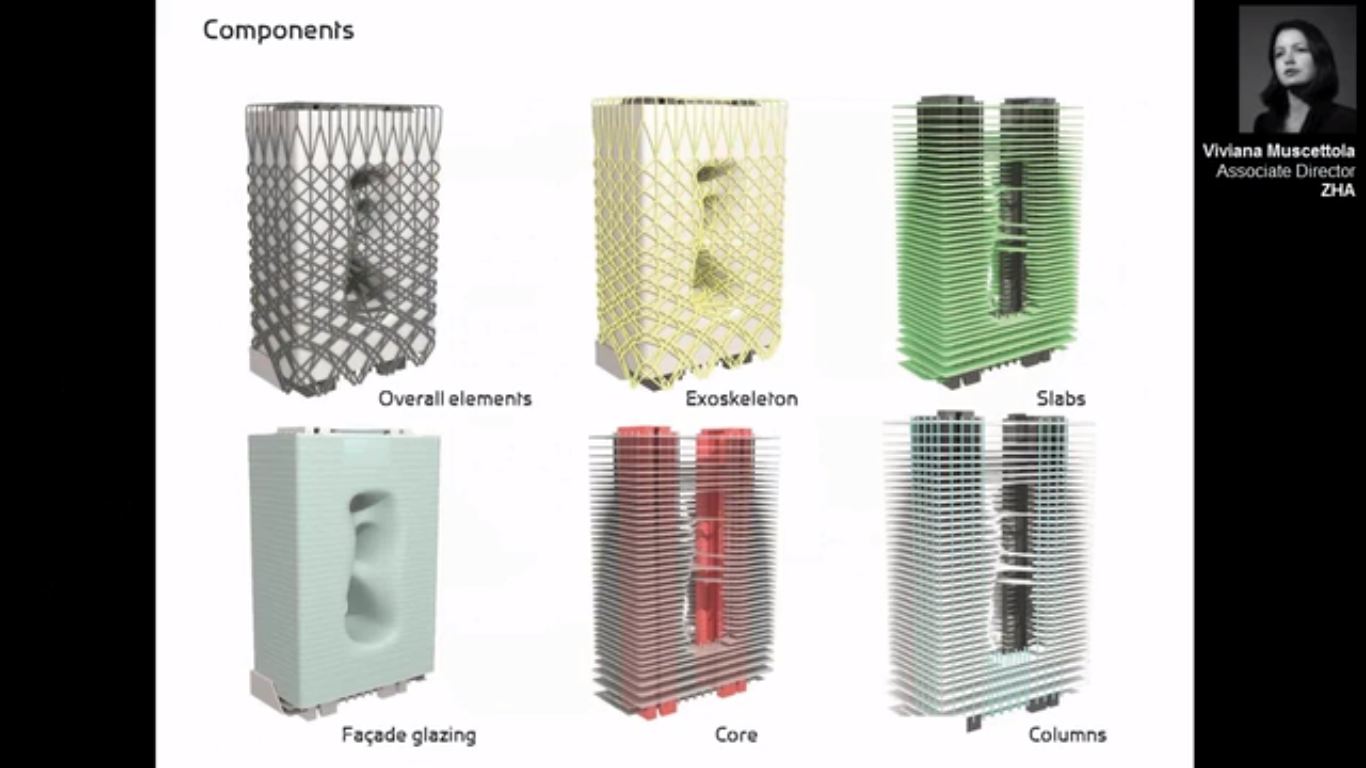 Components
Overall elements
Exoskeleton
Slabs
Façade glazing
Core
Columns
Viviana Muscettola
Associate Director
ZHA